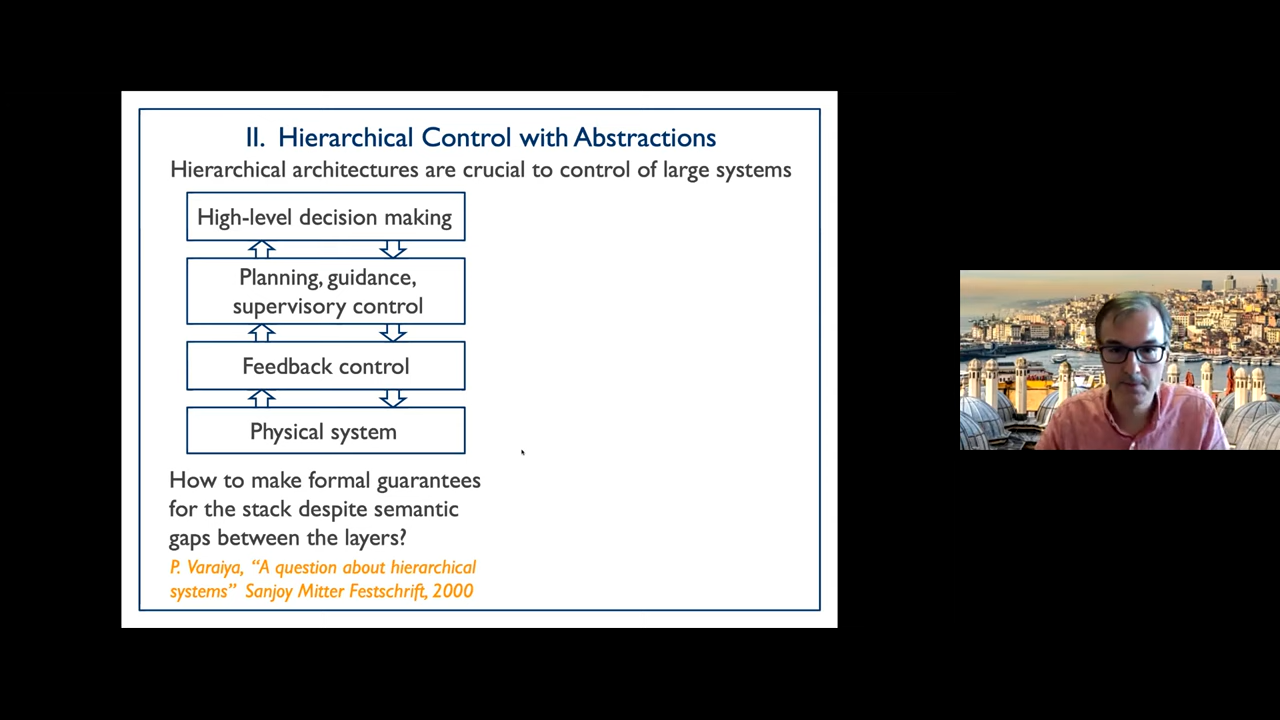 II. Hierarchical Control with Abstractions
Hierarchical architectures are crucial to control of large systems
High-level decision making
Planning, guidance,
supervisory control
Feedback control
Physical system
How to make formal guarantees
for the stack despite semantic
gaps between the layers?
P. Varaiya, “A question about hierarchical
systems” Sanjoy Mitter Festschrift, 2000